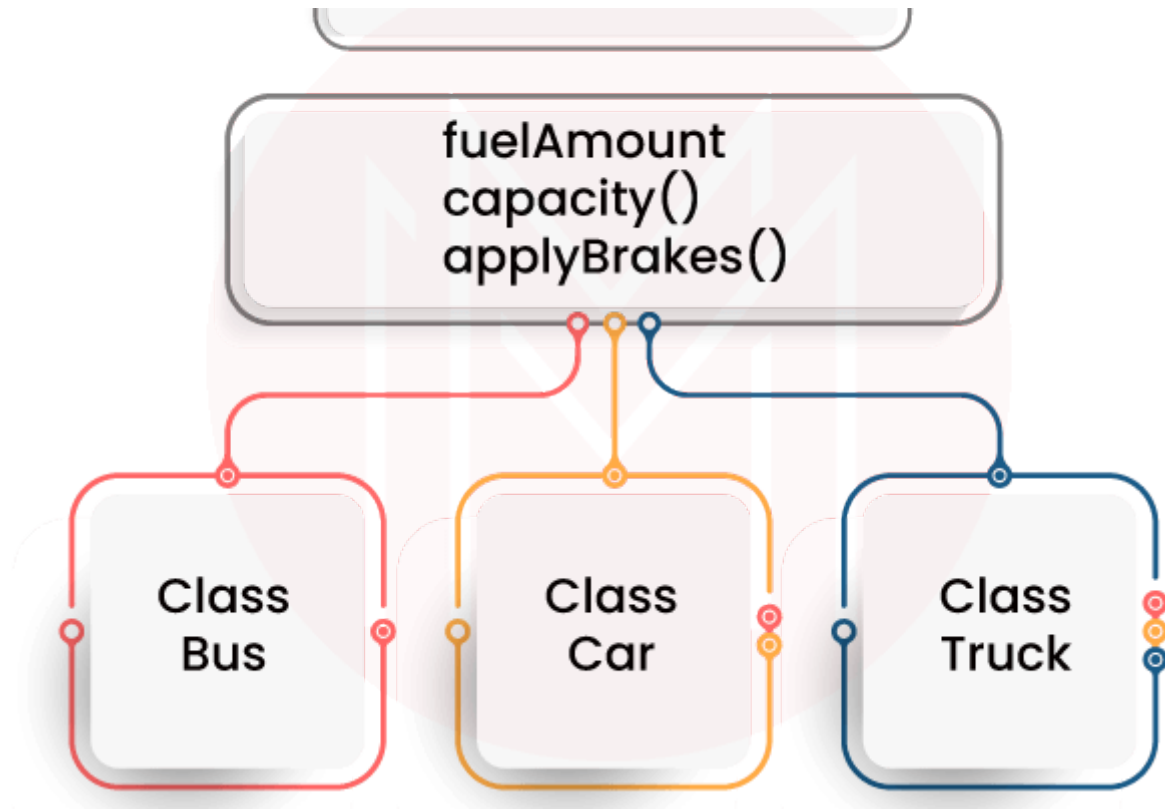 fuelAmount
capacity()
applyBrakes()
Class
Bus
Class
Car
Class
Truck